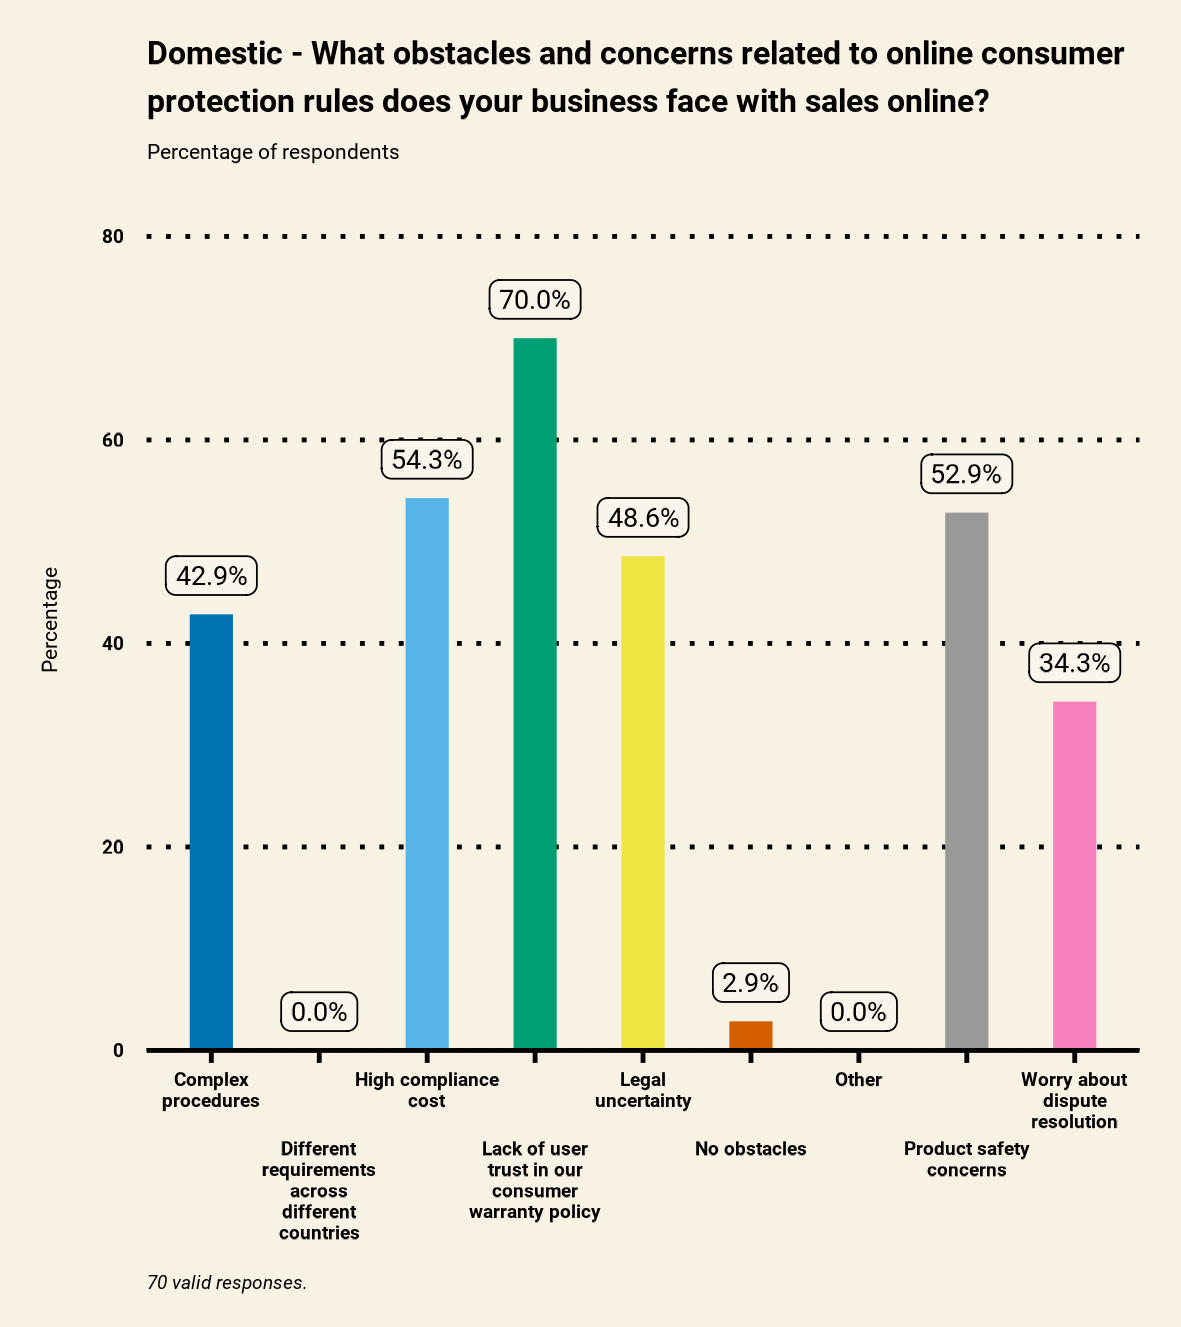 Domestic - What obstacles and concerns related to online consumer
protection rules does your business face with sales online?
Percentage of respondents
Percentage
80
60
40
20
0
42.9%
0.0%
54.3%
70.0%
48.6%
2.9%
0.0%
52.9%
34.3%
Complex
procedures
Different
requirements
across
different
countries
High compliance
cost
Lack of user
trust in our
consumer
warranty policy
Legal
uncertainty
No obstacles
Other
Product safety
concerns
Worry about
dispute
resolution
70 valid responses.